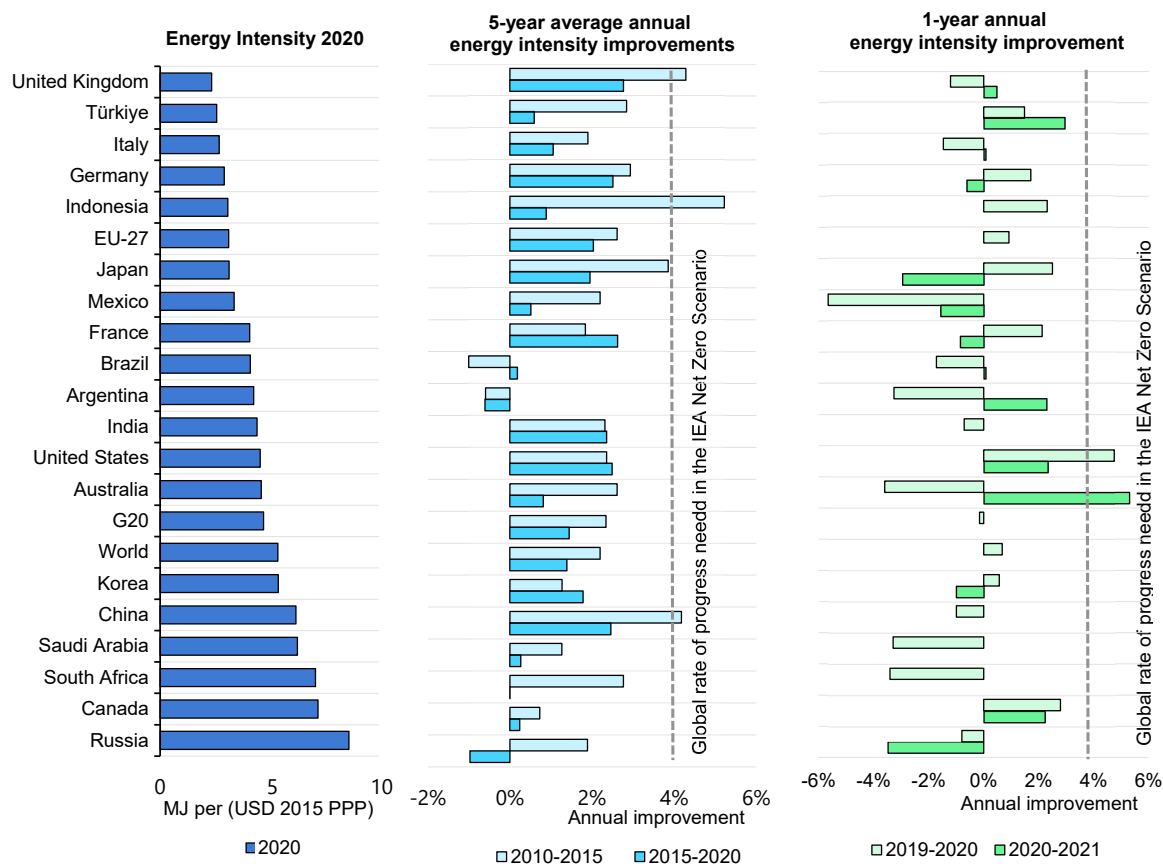 Energy Intensity 2020
5-year average annual
energy intensity improvements
1-year annual
energy intensity improvement
United Kingdom
Türkiye
Italy
Germany
Indonesia
EU-27
Japan
Mexico
France
Brazil
Argentina
India
United States
Australia
G20
World
Korea
China
Saudi Arabia
South Africa
Canada
Russia
0
5
10
MJ per (USD 2015 PPP)
2020
Global rate of progress needd in the IEA Net Zero Scenario
-2%
0%
2%
4%
6%
Annual improvement
2010-2015
2015-2020
Global rate of progress needd in the IEA Net Zero Scenario
-6%
-4%
-2%
0%
2%
4%
6%
Annual improvement
2019-2020
2020-2021